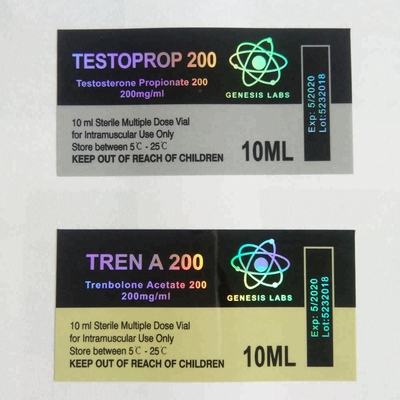 TESTOPROP 200
Testosterone Propionate 200
200mg/ml
GENESIS LABS
10 ml Sterile Multiple Dose Vial
for Intramuscular Use Only
Store between 5℃ - 25℃
KEEP OUT OF REACH OF CHILDREN
10ML
Exp: 5/2020
Lot:5232018
TREN A 200
Trenbolone Acetate 200
200mg/ml
GENESIS LABS
10 ml Sterile Multiple Dose Vial
for Intramuscular Use Only
Store between 5℃ - 25℃
KEEP OUT OF REACH OF CHILDREN
10ML
Exp: 5/2020
Lot:5232018